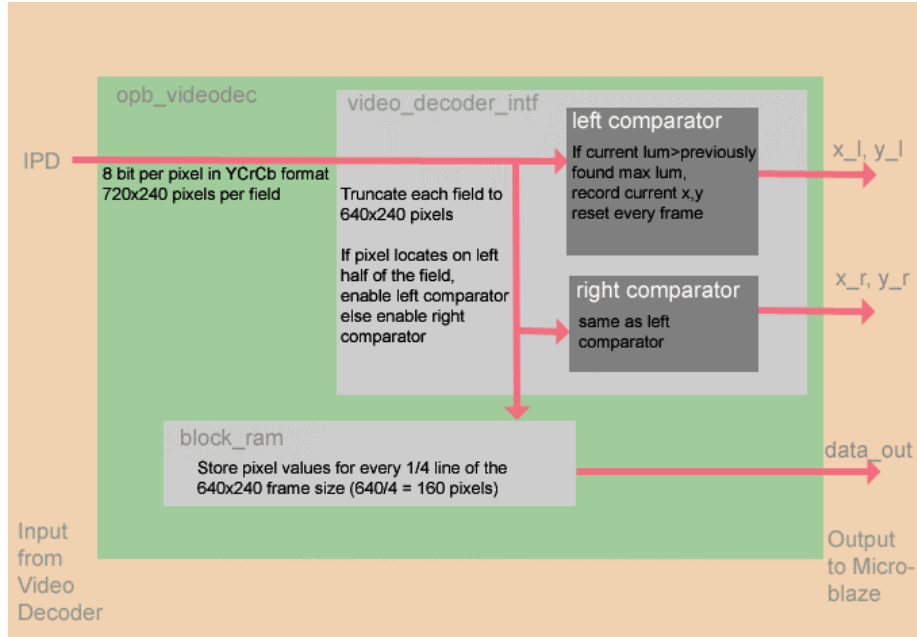 opb_videodec
video_decoder_intf
left comparator
IPD
If current lum>previously
found max lum,
record current x,y
reset every frame
x_l, y_l
8 bit per pixel in YCrCb format
720x240 pixels per field
Truncate each field to
640x240 pixels
If pixel locates on left
half of the field,
enable left comparator
else enable right
comparator
right comparator
same as left
comparator
x_r, y_r
block_ram
Store pixel values for every 1/4 line of the
640x240 frame size (640/4 = 160 pixels)
data_out
Input
from
Video
Decoder
Output
to Micro-
blaze